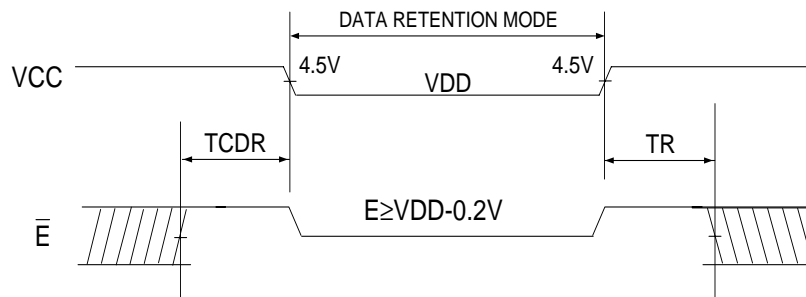 DATA RETENTION MODE
4.5V 4.5V
VCC VDD
TCDR TR
E̅ E≥VDD-0.2V